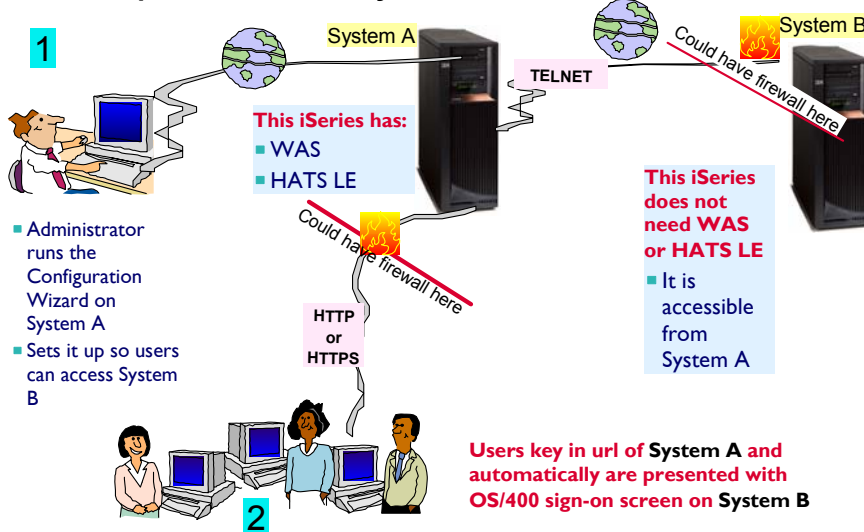 1
System A
System B
TELNET
Could have firewall here
This iSeries has:
WAS
HATS LE
This iSeries
does not
need WAS
or HATS LE
It is
accessible
from
System A
Could have firewall here
Administrator
runs the
Configuration
Wizard on
System A
Sets it up so users
can access System
B
HTTP
or
HTTPS
Users key in url of System A and
automatically are presented with
OS/400 sign-on screen on System B
2